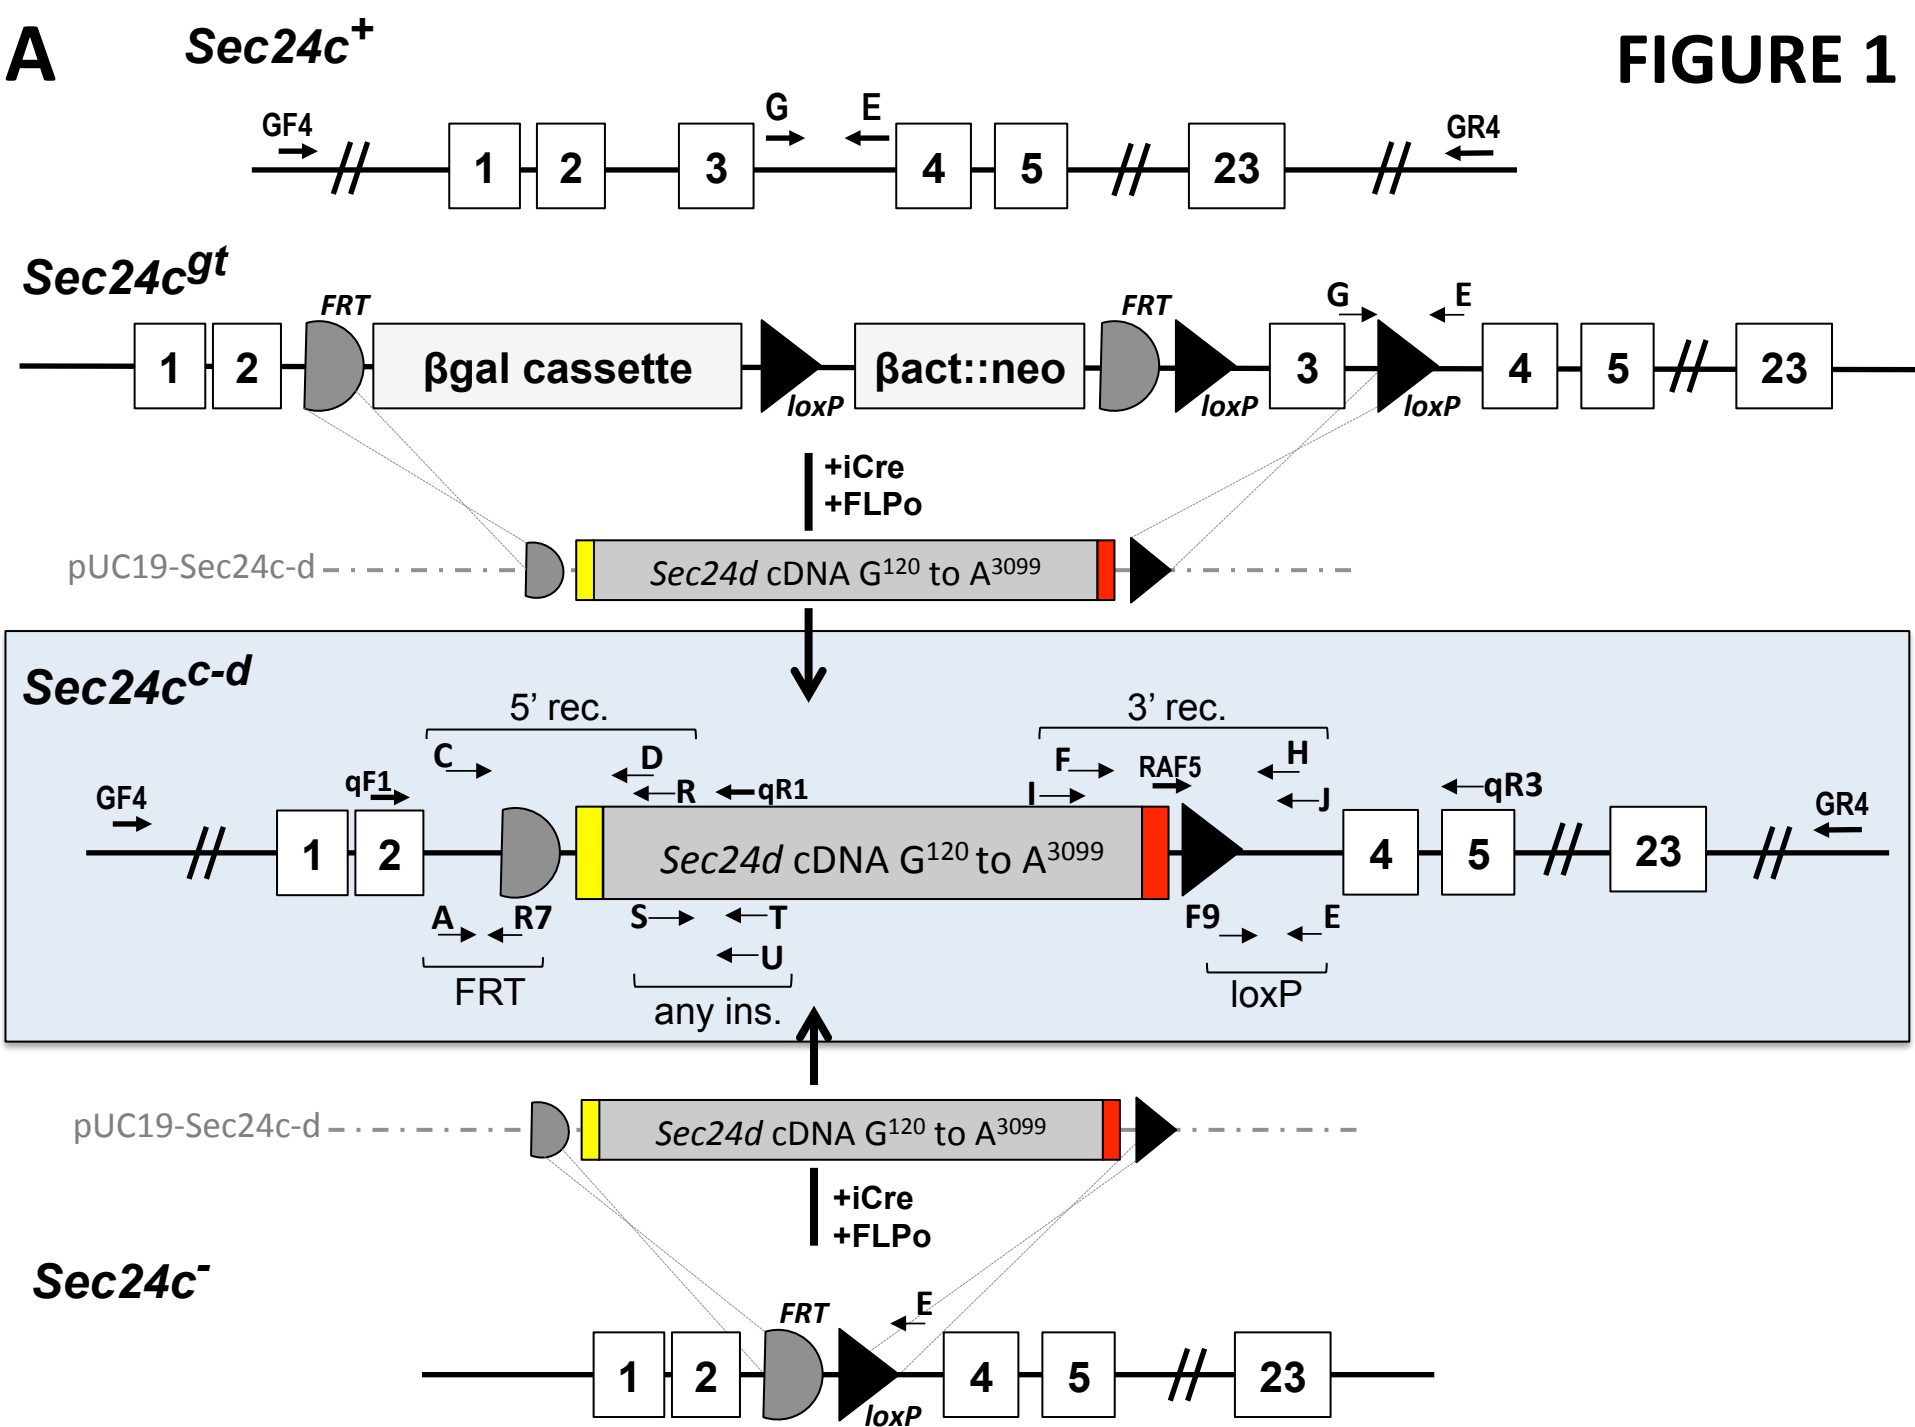 A Sec24c+ FIGURE 1
GF4 G E GR4
1 2 3 4 5 23
Sec24cgt
FRT FRT G E
1 2 βgal cassette βact::neo 3 4 5 23
loxP loxP loxP
+iCre
+FLPo
pUC19-Sec24c-d Sec24d cDNA G120 to A3099
Sec24cc-d
5' rec. 3' rec.
C D F RAF5 H
GF4 qF1 R qR1 I J qR3 GR4
1 2 Sec24d cDNA G120 to A3099 4 5 23
A R7 S T F9 E
U
FRT any ins. loxP
pUC19-Sec24c-d Sec24d cDNA G120 to A3099
+iCre
+FLPo
Sec24c-
FRT E
1 2 4 5 23
loxP